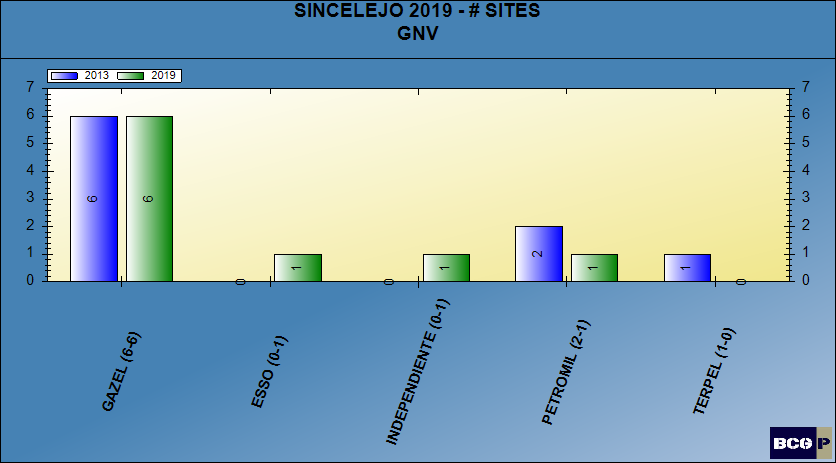 SINCELEJO 2019 - # SITES
GNV
2013 2019
7 7
6 6
5 5
4 4
3 3
2 2
1 1
0 0
6 6 0 1 0 1 2 1 1 0
GAZEL (6-6)
ESSO (0-1)
INDEPENDIENTE (0-1)
PETROMIL (2-1)
TERPEL (1-0)
BCG P